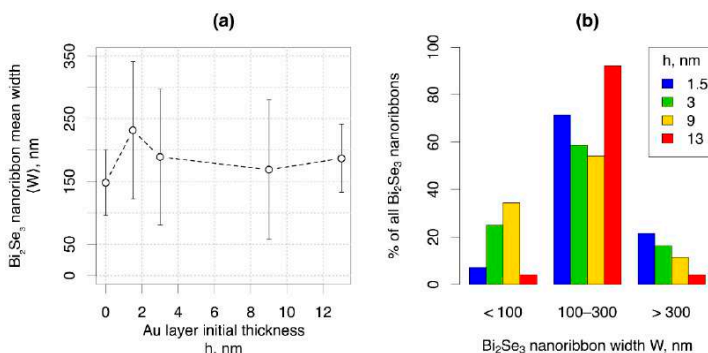 (a)
Bi₂Se₃ nanoribbon mean width
⟨W⟩, nm
350
250
150
50
0
0 2 4 6 8 10 12
Au layer initial thickness
h, nm
(b)
% of all Bi₂Se₃ nanoribbons
100
80
60
40
20
0
h, nm
1.5
3
9
13
< 100 100–300 > 300
Bi₂Se₃ nanoribbon width W, nm